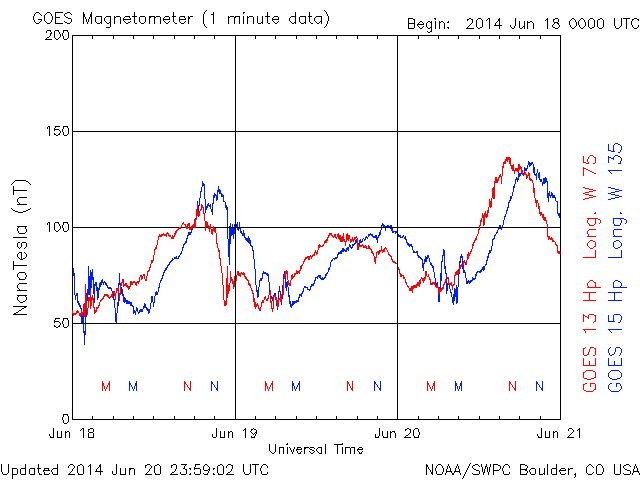 GOES Magnetometer (1 minute data)
Begin: 2014 Jun 18 0000 UTC
200
150
100
50
0
NanoTesla (nT)
M M N N M M N N M M N N
Jun 18 Jun 19 Jun 20 Jun 21
Universal Time
GOES 13 Hp Long. W 75
GOES 15 Hp Long. W 135
Updated 2014 Jun 20 23:59:02 UTC
NOAA/SWPC Boulder, CO USA